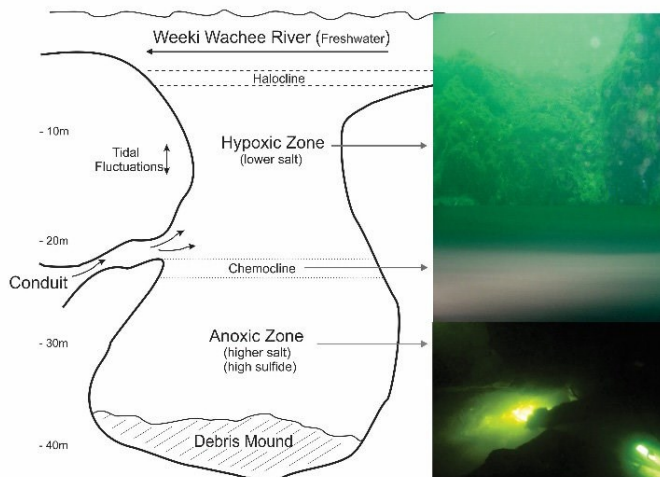 Weeki Wachee River (Freshwater)
Halocline
- 10m
Hypoxic Zone
(lower salt)
Tidal
Fluctuations
- 20m
Chemocline
Conduit
- 30m
Anoxic Zone
(higher salt)
(high sulfide)
- 40m
Debris Mound